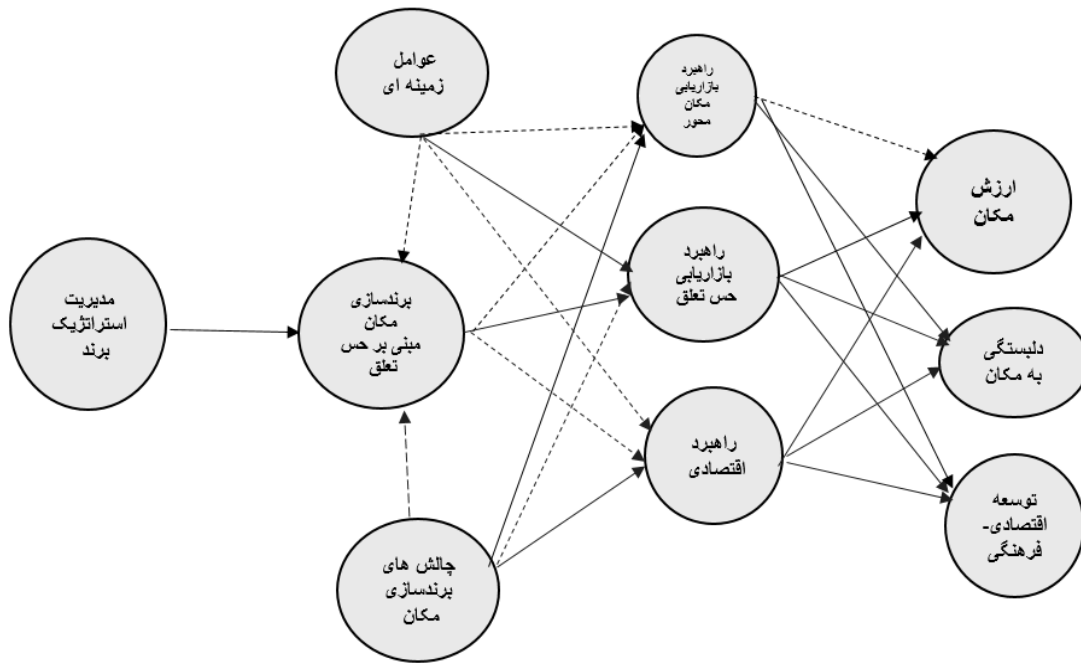 عوامل
زمینه ای
راهبرد
بازاریابی
مکان
محور
ارزش
مکان
راهبرد
بازاریابی
حس تعلق
مدیریت
استراتژیک
برند
برندسازی
مکان
مبنی بر حس
تعلق
دلبستگی
به مکان
راهبرد
اقتصادی
توسعه
اقتصادی-
فرهنگی
چالش های
برندسازی
مکان